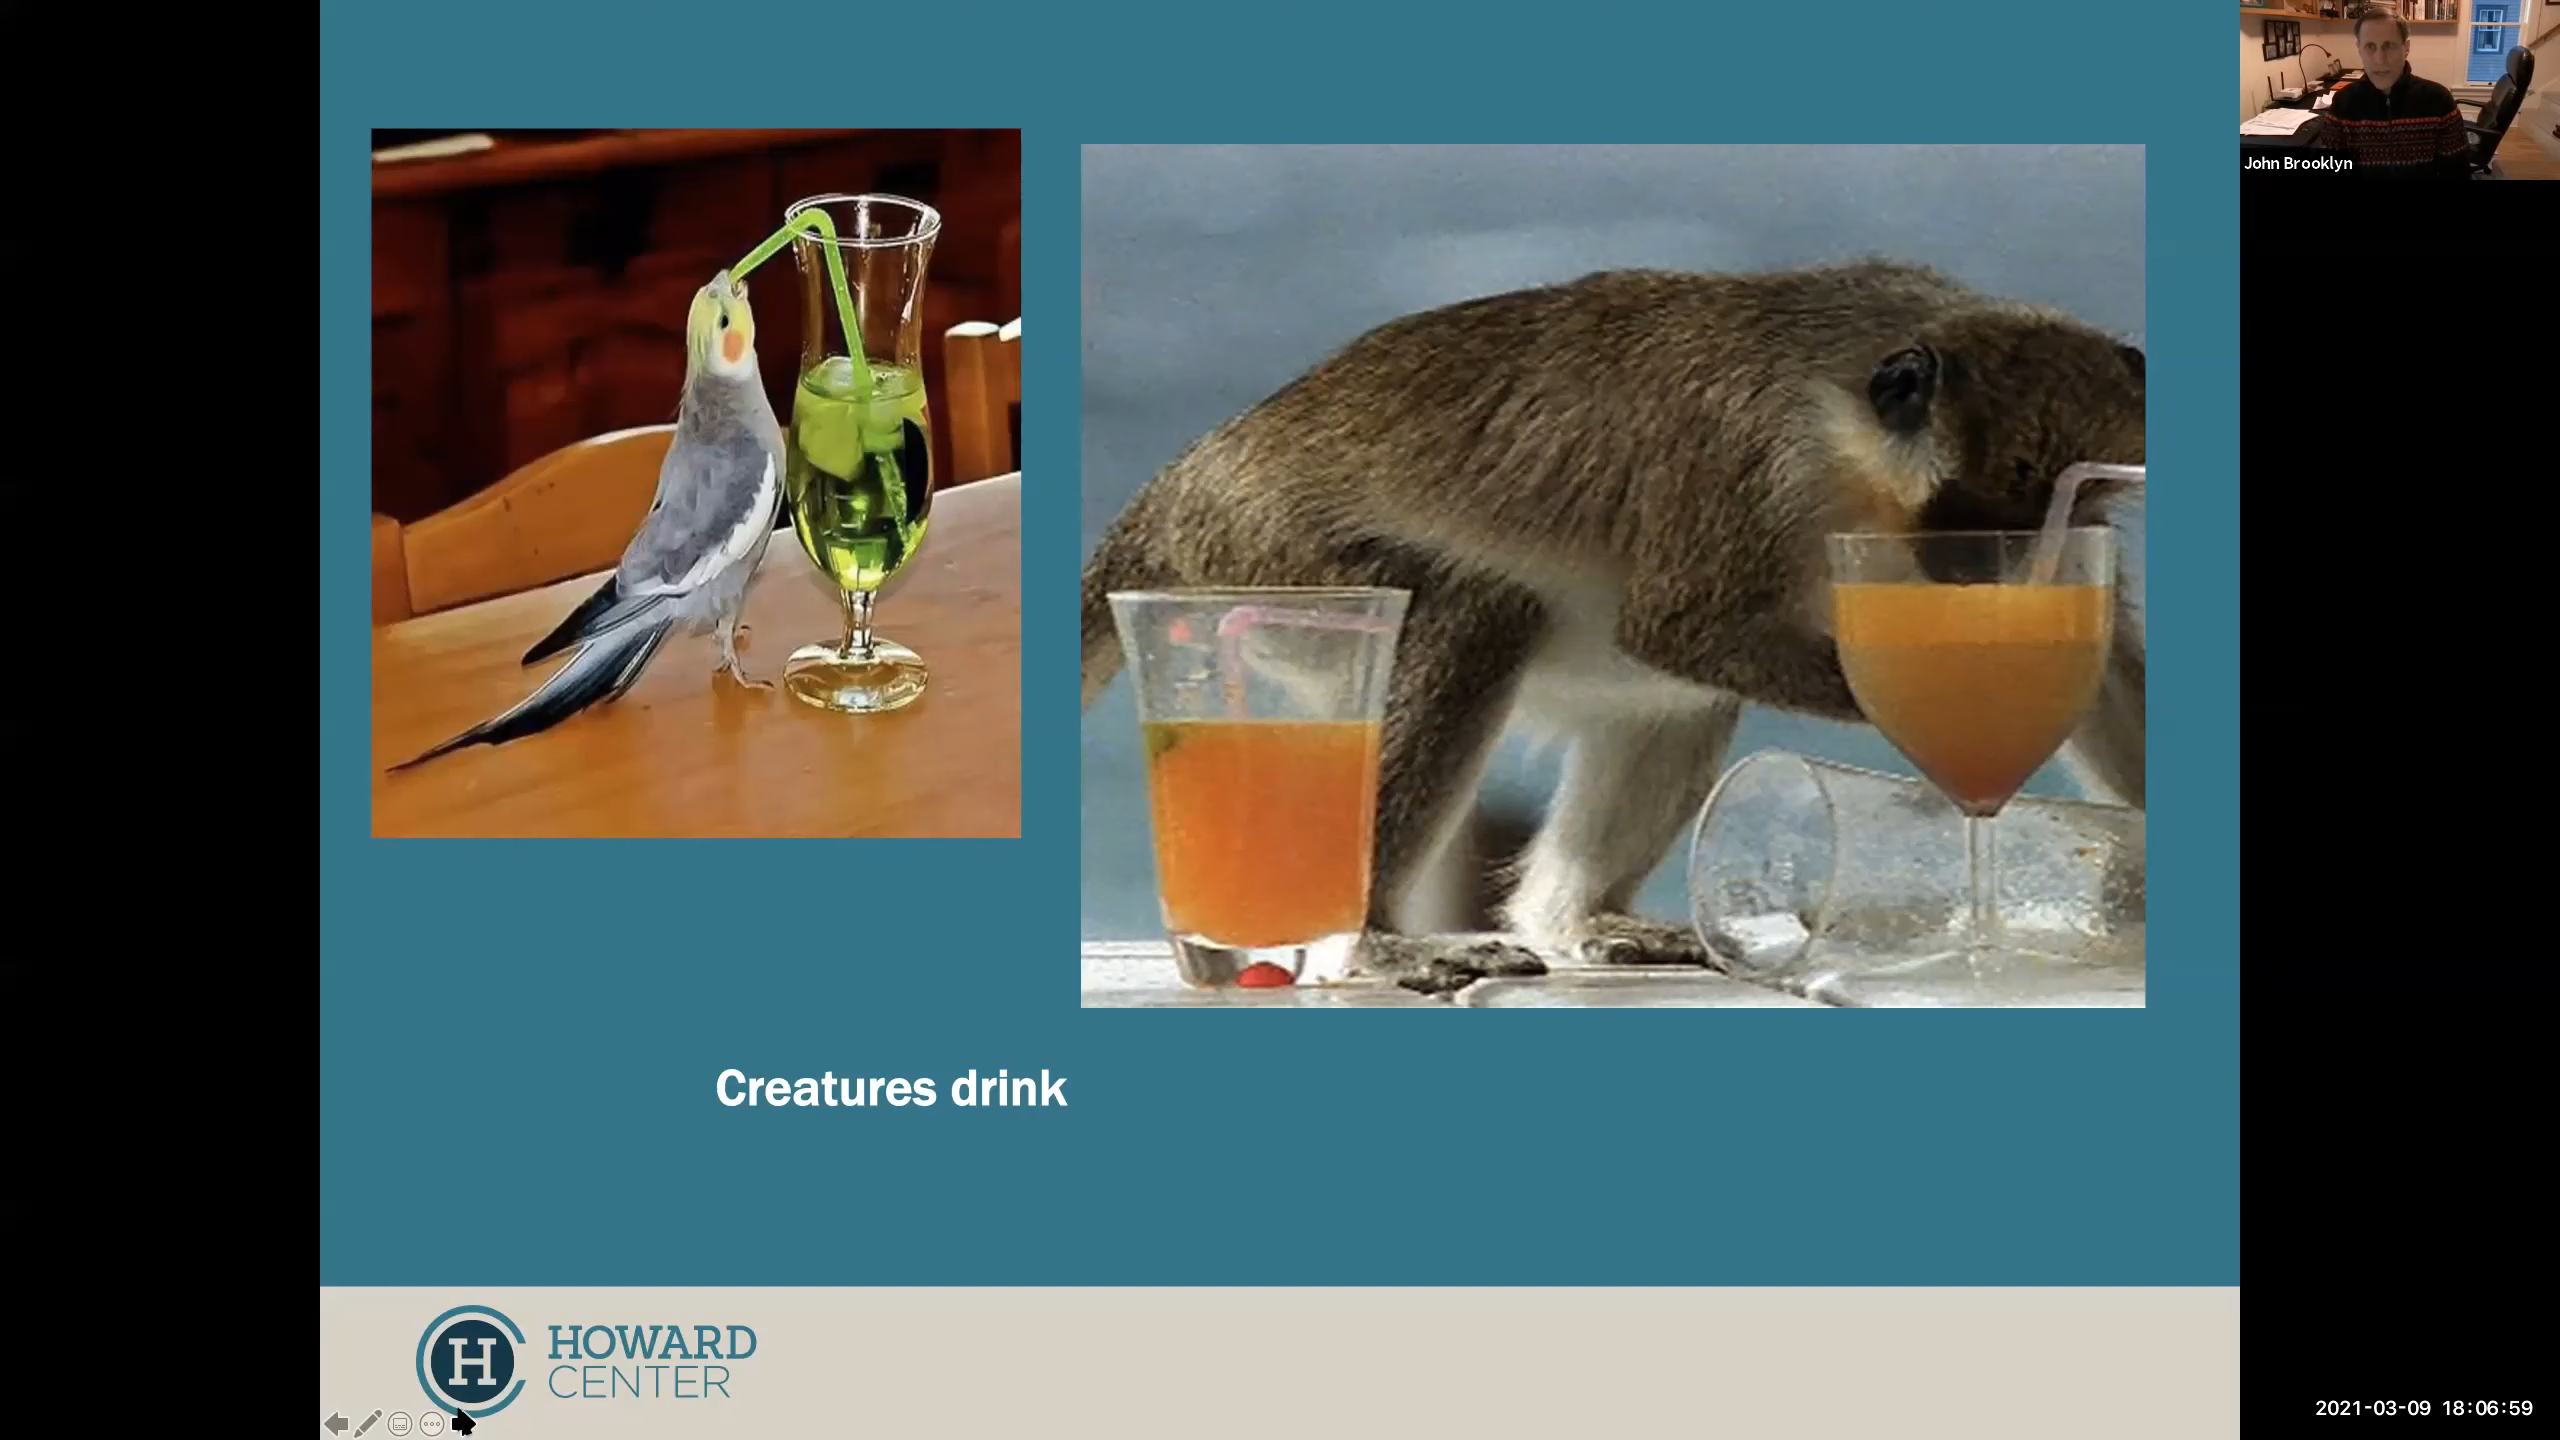 John Brooklyn
Creatures drink
H
HOWARD
CENTER
2021-03-09 18:06:59